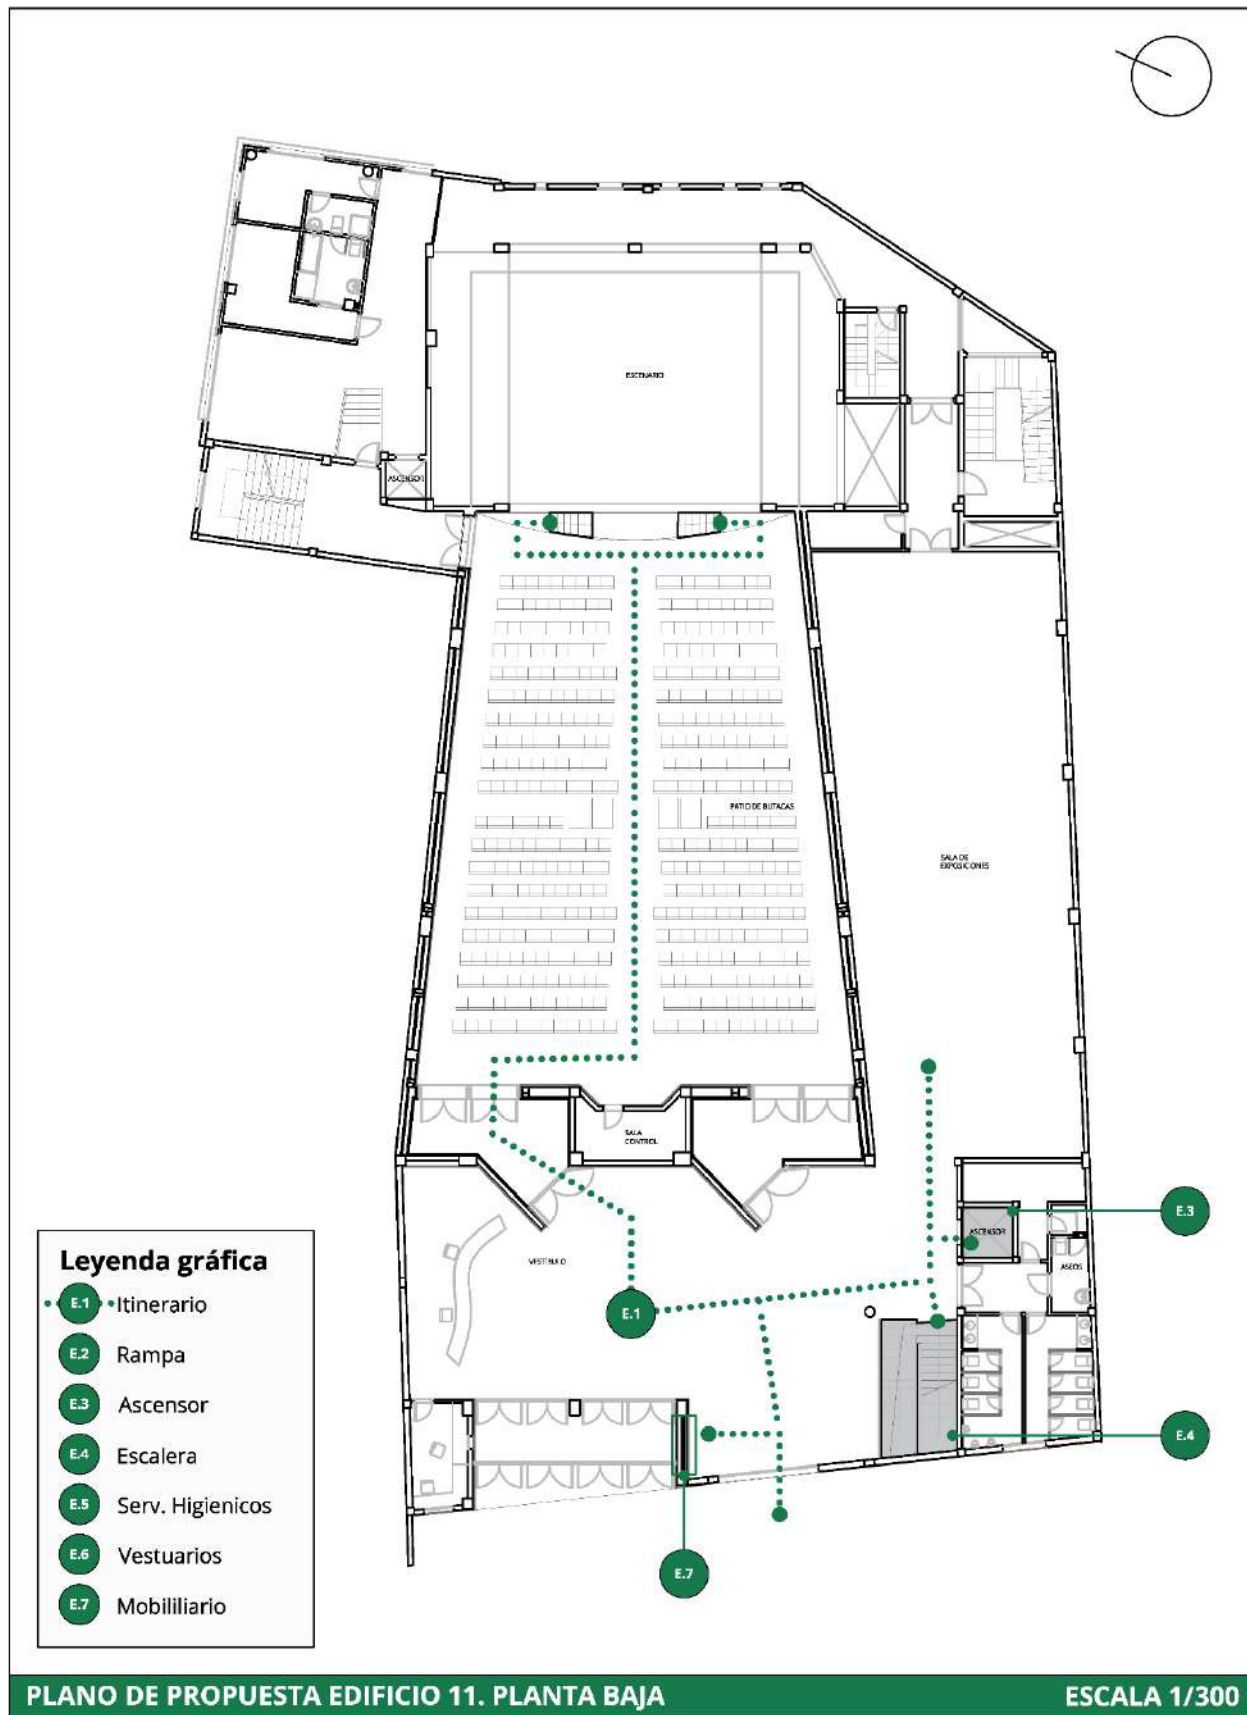 ESCENARIO
ASCENSOR
PATIO DE BUTACAS
SALA DE
EXPOSICIONES
SALA
CONTROL
E.3
ASCENSOR
ASEOS
VESTIBULO
E.1
E.4
E.7
Leyenda gráfica
E.1 Itinerario
E.2 Rampa
E.3 Ascensor
E.4 Escalera
E.5 Serv. Higienicos
E.6 Vestuarios
E.7 Mobililiario
PLANO DE PROPUESTA EDIFICIO 11. PLANTA BAJA
ESCALA 1/300